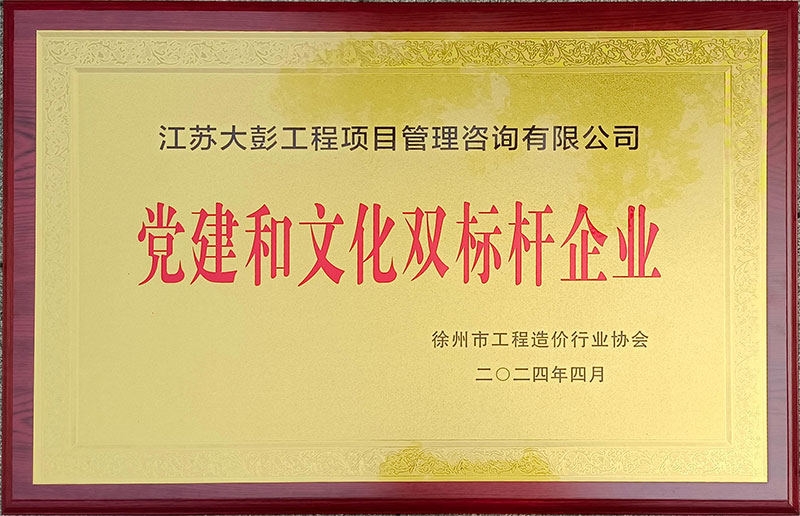 江苏大彭工程项目管理咨询有限公司
党建和文化双标杆企业
徐州市工程造价行业协会
二〇二四年四月